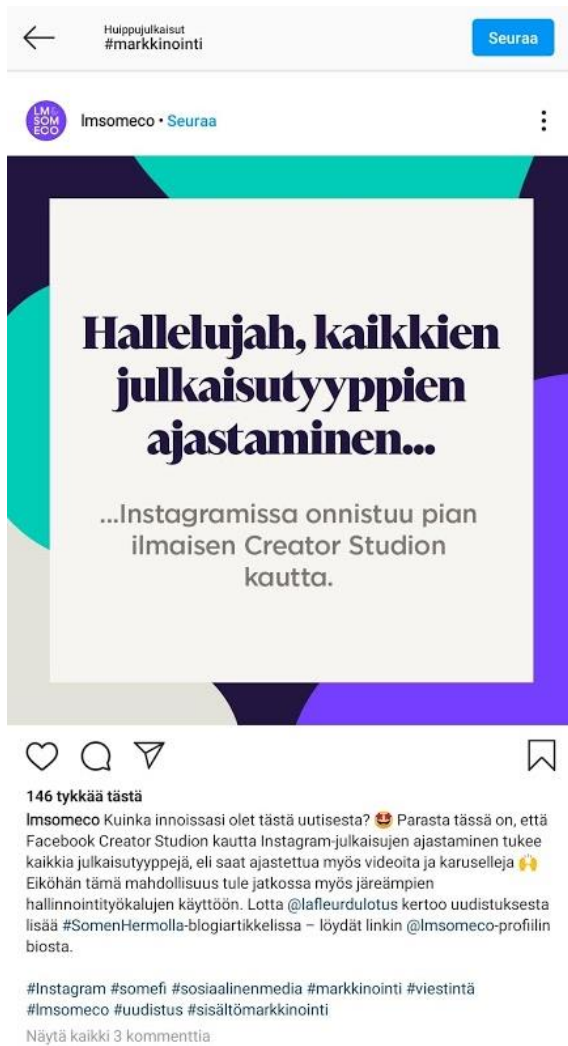 Huippujulkaisut
#markkinointi
Seuraa
LM&
SOM
ECO
lmsomeco • Seuraa
Hallelujah, kaikkien
julkaisutyyppien
ajastaminen...
...Instagramissa onnistuu pian
ilmaisen Creator Studion
kautta.
146 tykkää tästä
lmsomeco Kuinka innoissasi olet tästä uutisesta? 🤩 Parasta tässä on, että
Facebook Creator Studion kautta Instagram-julkaisujen ajastaminen tukee
kaikkia julkaisutyyppejä, eli saat ajastettua myös videoita ja karuselleja 🙌
Eiköhän tämä mahdollisuus tule jatkossa myös järeämpien
hallinnointityökalujen käyttöön. Lotta @lafleurdulotus kertoo uudistuksesta
lisää #SomenHermolla-blogiartikkelissa – löydät linkin @lmsomeco-profiilin
biosta.
#Instagram #somefi #sosiaalinenmedia #markkinointi #viestintä
#lmsomeco #uudistus #sisältömarkkinointi
Näytä kaikki 3 kommenttia